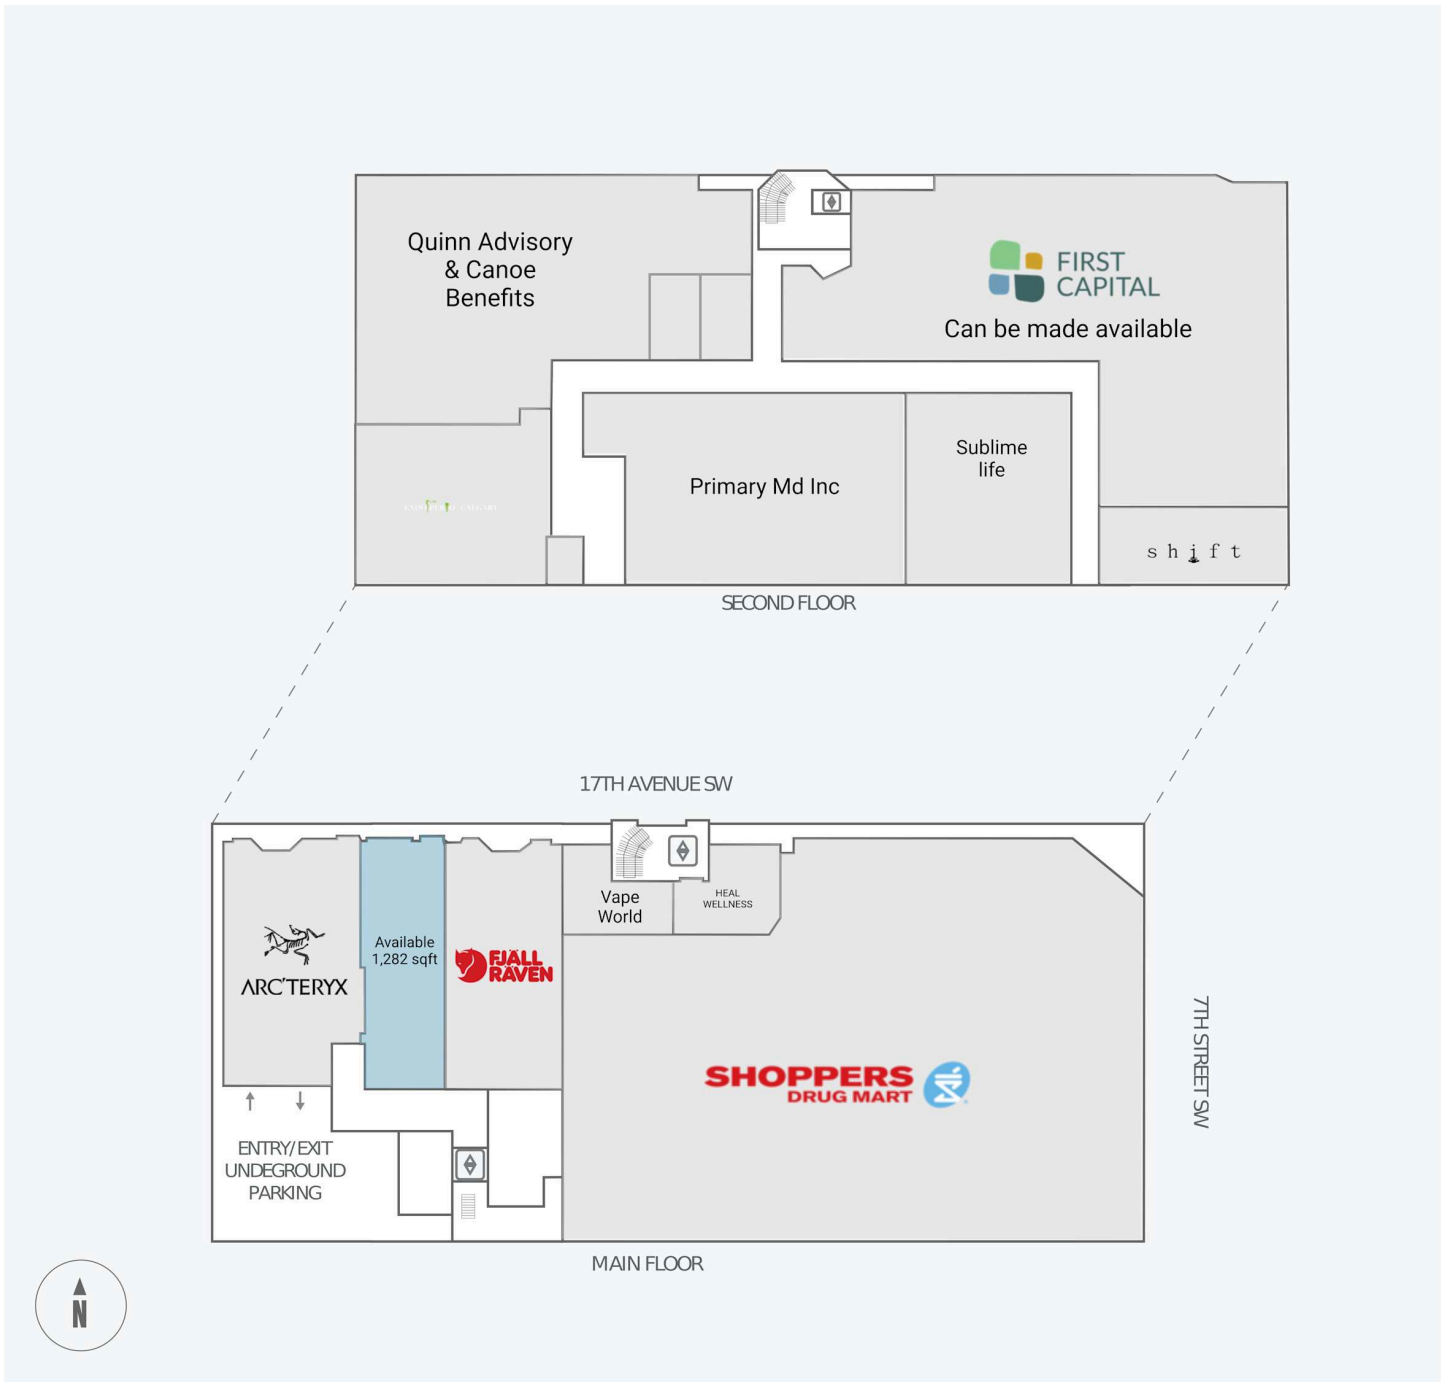 Quinn Advisory
& Canoe
Benefits
FIRST
CAPITAL
Can be made available
Primary Md Inc
Sublime
life
shift
SECOND FLOOR
17TH AVENUE SW
ARC'TERYX
Available
1,282 sqft
FJÄLL
RÄVEN
Vape
World
HEAL
WELLNESS
SHOPPERS
DRUG MART
7TH STREET SW
ENTRY/EXIT
UNDEGROUND
PARKING
MAIN FLOOR
N